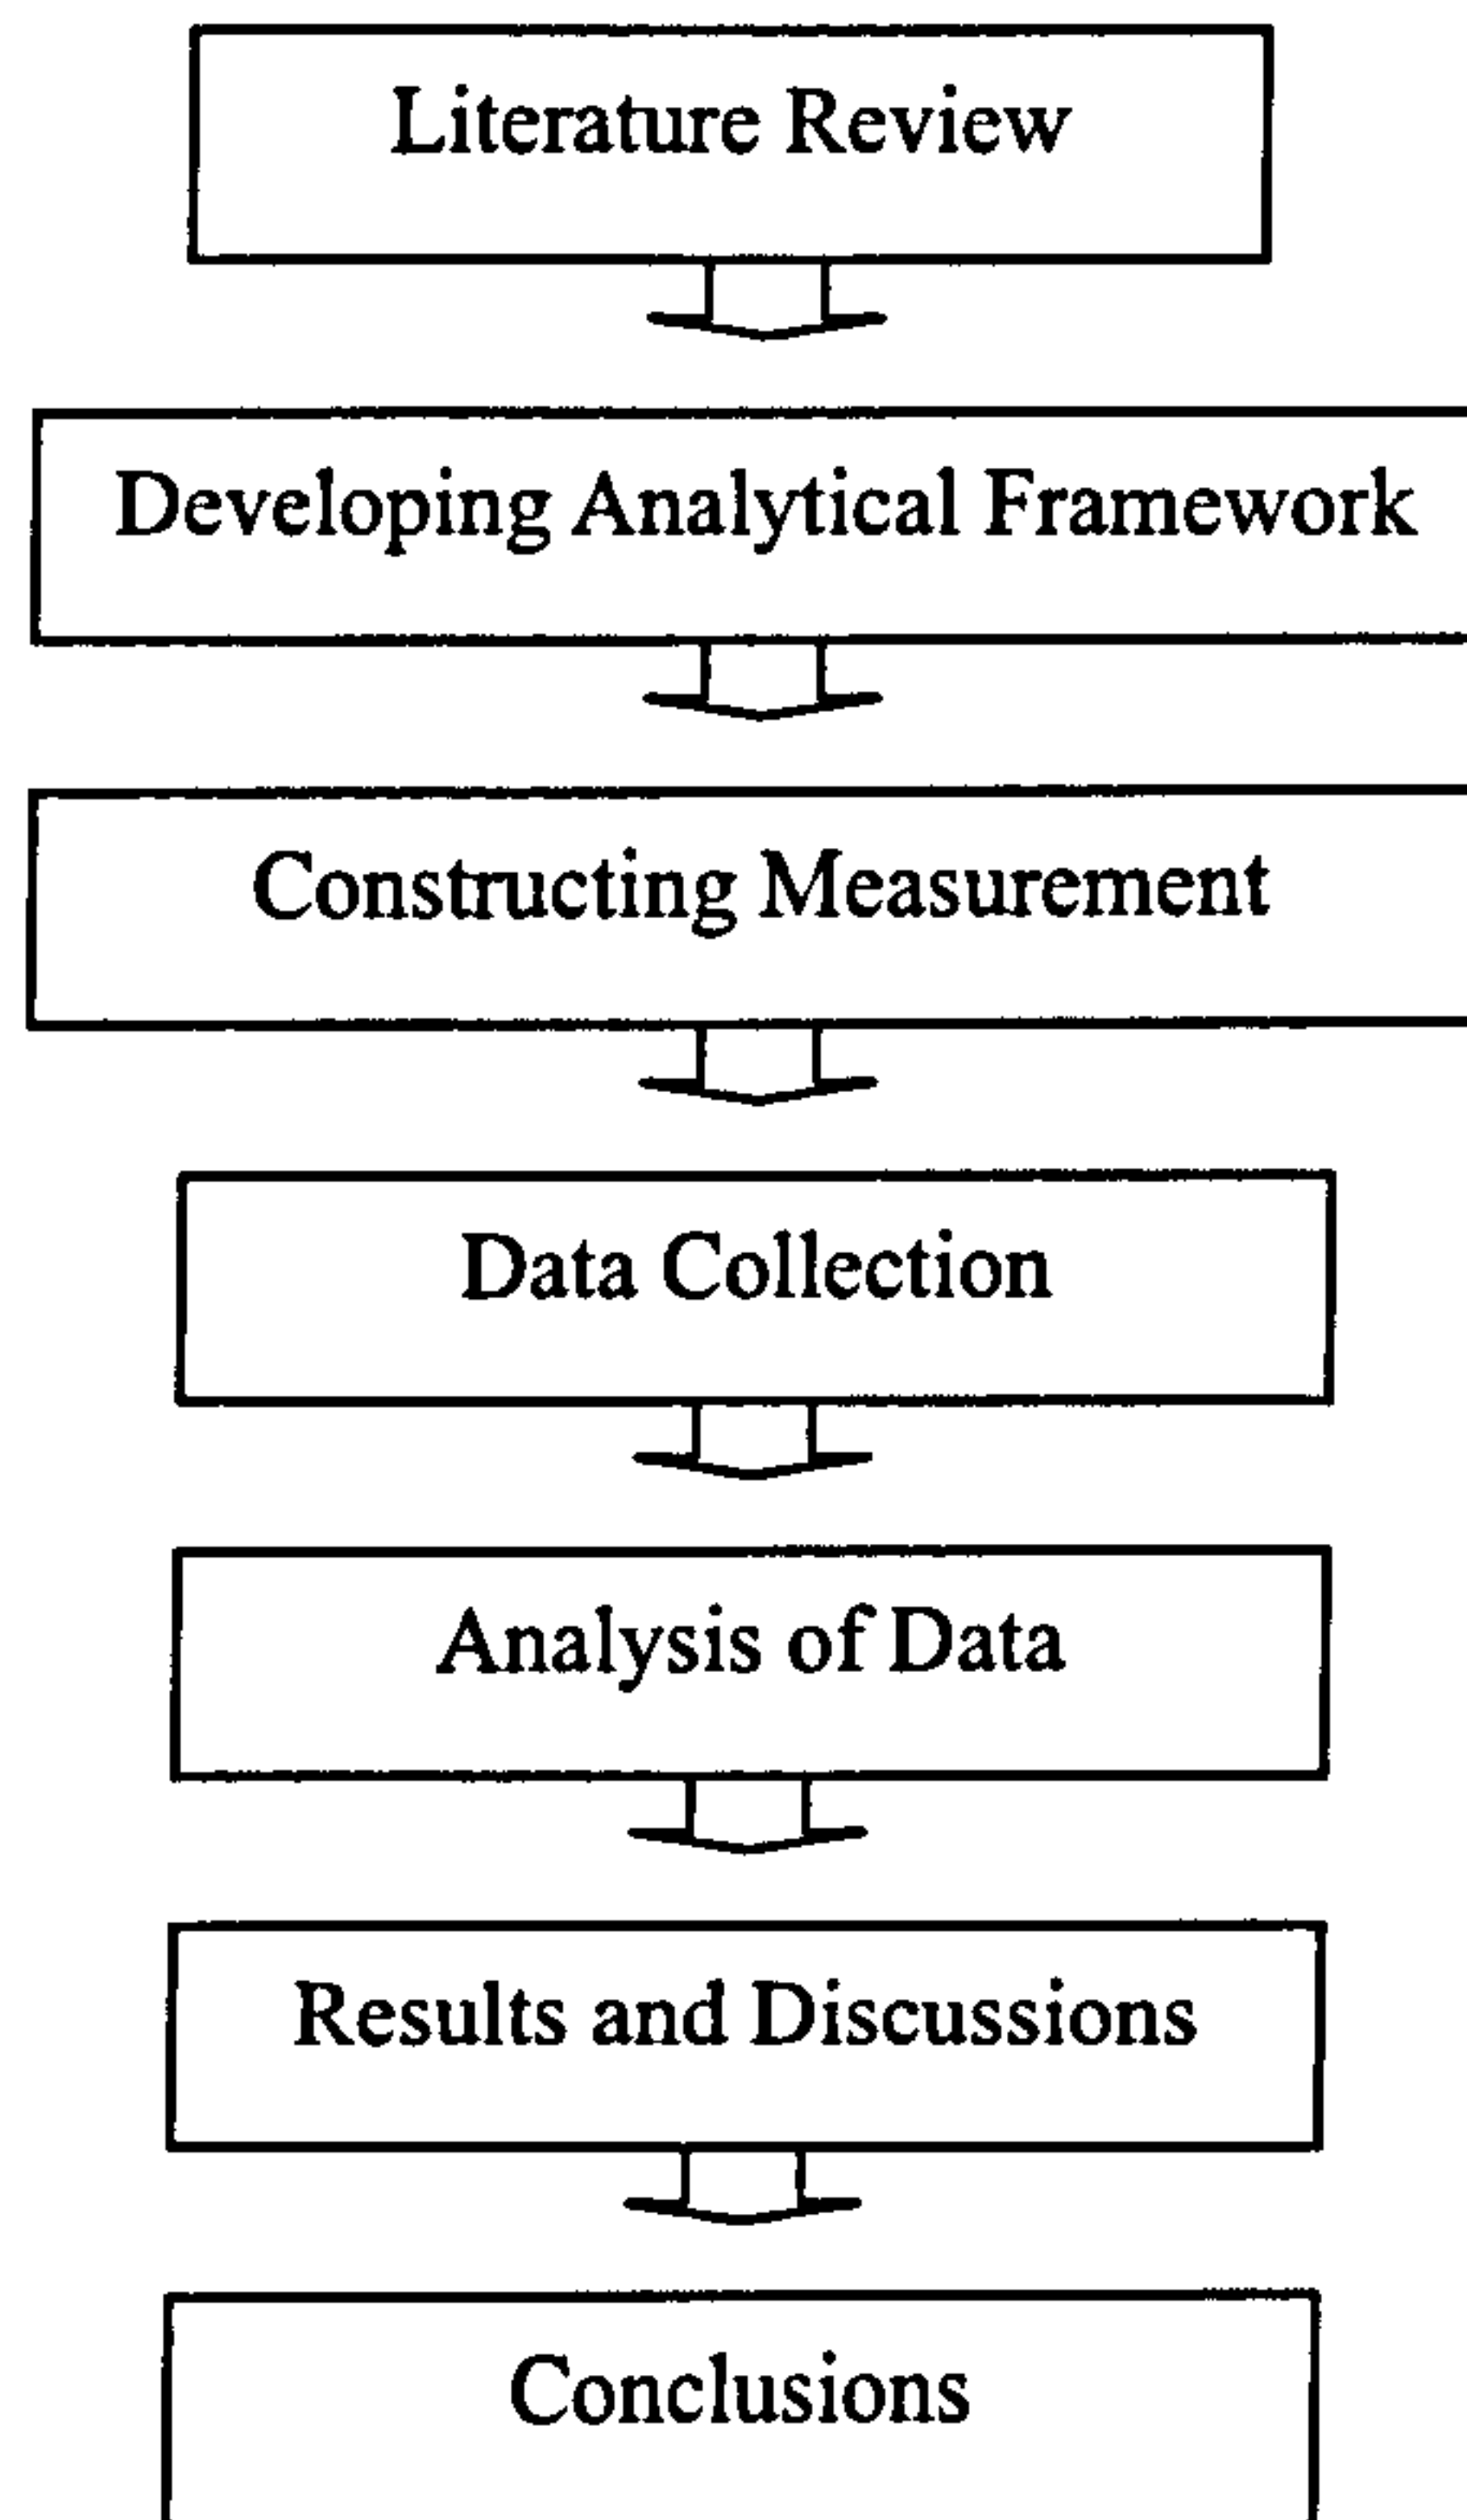 Literature Review
Developing Analytical Framework
Constructing Measurement
Data Collection
Analysis of Data
Results and Discussions
Conclusions